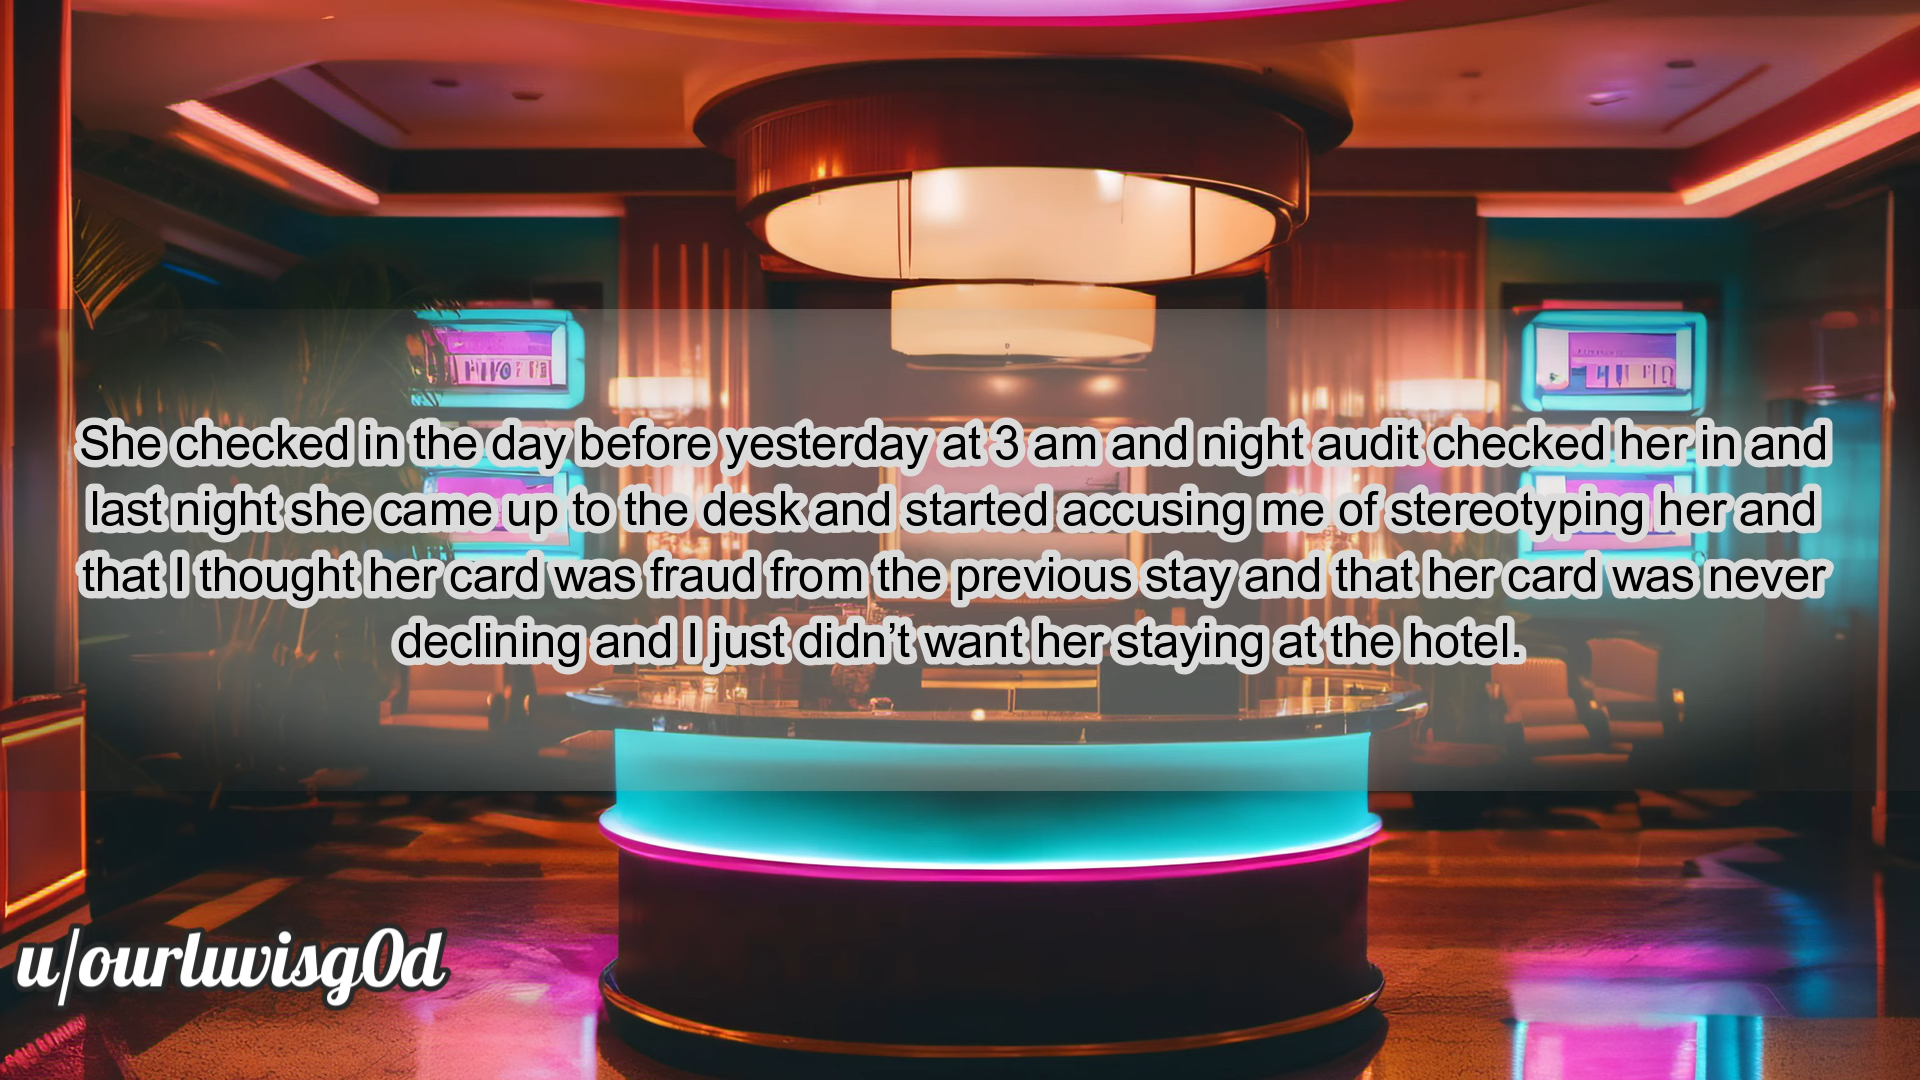 She checked in the day before yesterday at 3 am and night audit checked her in and
last night she came up to the desk and started accusing me of stereotyping her and
that I thought her card was fraud from the previous stay and that her card was never
declining and I just didn’t want her staying at the hotel.
u/ourluvisg0d